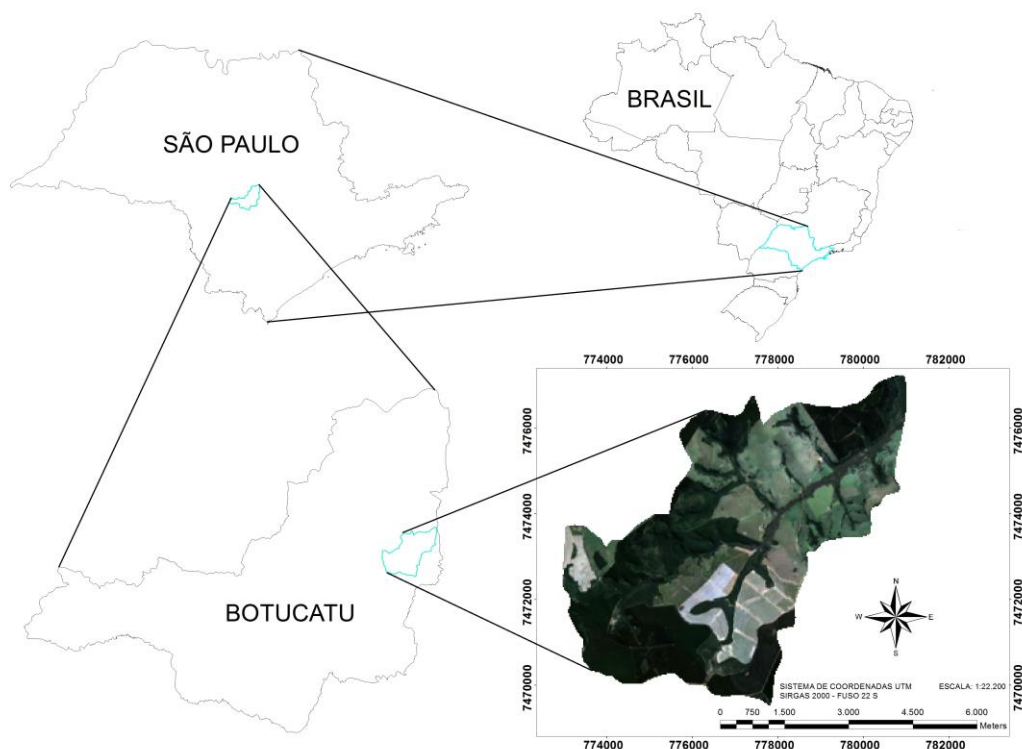 BRASIL
SÃO PAULO
BOTUCATU
774000 776000 778000 780000 782000
7476000 7476000
7474000 7474000
7472000 7472000
7470000 7470000
N
W E
S
SISTEMA DE COORDENADAS UTM ESCALA: 1:22.200
SIRGAS 2000 - FUSO 22 S
0 750 1.500 3.000 4.500 6.000
Meters
774000 776000 778000 780000 782000